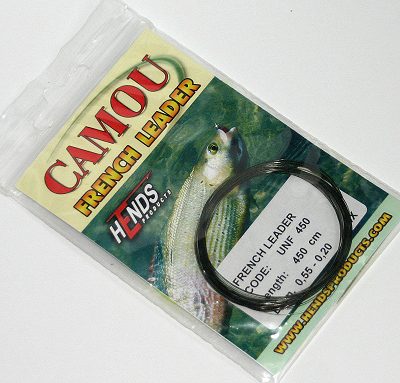 CAMOU
FRENCH LEADER
HENDS
PRODUCTS
FRENCH LEADER
CODE: UNF 450
Length: 450 cm
0,55 - 0,20
X
WWW.HENDSPRODUCTS.COM